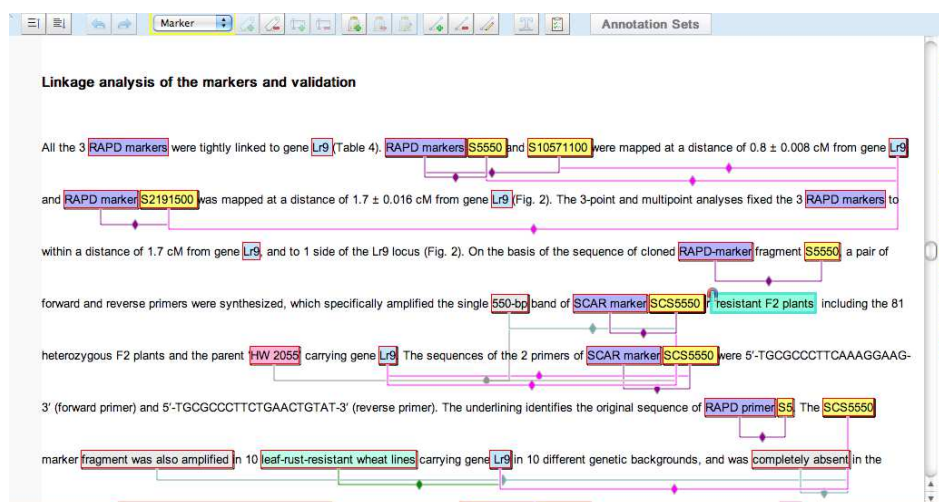 Marker
Annotation Sets
Linkage analysis of the markers and validation
All the 3 RAPD markers were tightly linked to gene Lr9 (Table 4). RAPD markers S5550 and S10571100 were mapped at a distance of 0.8 ± 0.008 cM from gene Lr9
and RAPD marker S2191500 was mapped at a distance of 1.7 ± 0.016 cM from gene Lr9 (Fig. 2). The 3-point and multipoint analyses fixed the 3 RAPD markers to
within a distance of 1.7 cM from gene Lr9, and to 1 side of the Lr9 locus (Fig. 2). On the basis of the sequence of cloned RAPD-marker fragment S5550, a pair of
forward and reverse primers were synthesized, which specifically amplified the single 550-bp band of SCAR marker SCS5550 resistant F2 plants including the 81
heterozygous F2 plants and the parent 'HW 2055' carrying gene Lr9. The sequences of the 2 primers of SCAR marker SCS5550 were 5′-TGCGCCCTTCAAAGGAAG-
3′ (forward primer) and 5′-TGCGCCCTTCTGAACTGTAT-3′ (reverse primer). The underlining identifies the original sequence of RAPD primer S5. The SCS5550
marker fragment was also amplified in 10 leaf-rust-resistant wheat lines carrying gene Lr9 in 10 different genetic backgrounds, and was completely absent in the